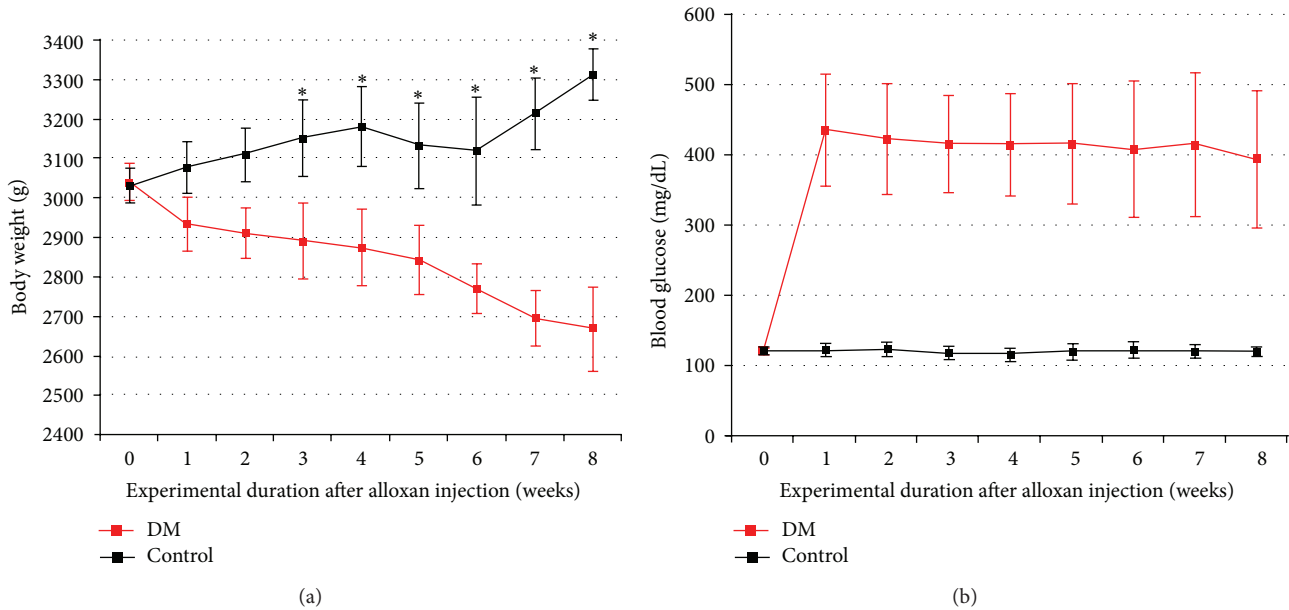 3400
3300
3200
3100
3000
2900
2800
2700
2600
2500
2400
Body weight (g)
* * * * * *
0 1 2 3 4 5 6 7 8
Experimental duration after alloxan injection (weeks)
DM
Control
(a)
600
500
400
300
200
100
0
Blood glucose (mg/dL)
0 1 2 3 4 5 6 7 8
Experimental duration after alloxan injection (weeks)
DM
Control
(b)